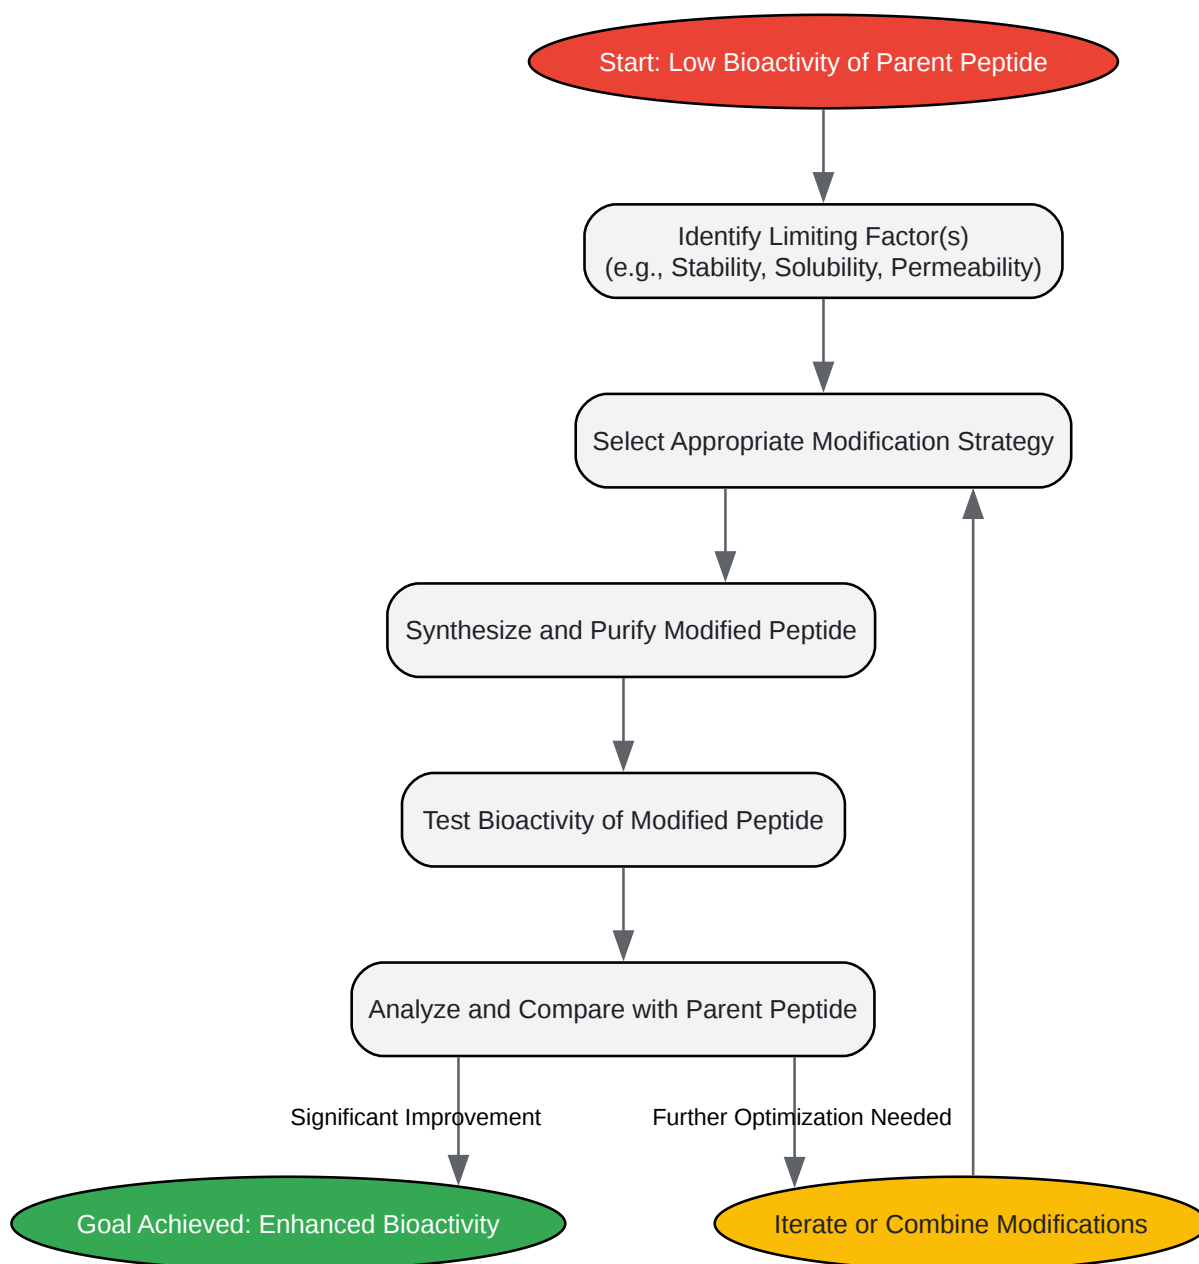 Start: Low Bioactivity of Parent Peptide
Identify Limiting Factor(s)
(e.g., Stability, Solubility, Permeability)
Select Appropriate Modification Strategy
Synthesize and Purify Modified Peptide
Test Bioactivity of Modified Peptide
Analyze and Compare with Parent Peptide
Significant Improvement
Further Optimization Needed
Goal Achieved: Enhanced Bioactivity
Iterate or Combine Modifications